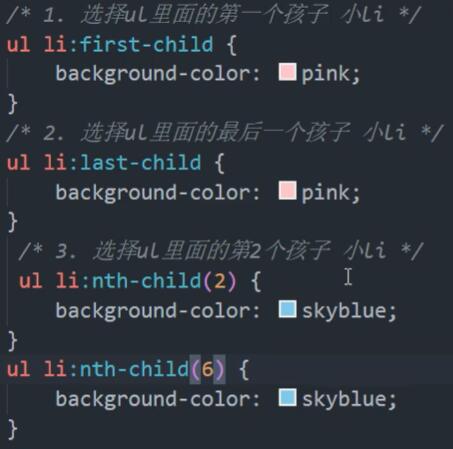 /* 1. 选择ul里面的第一个孩子 小li */
ul li:first-child {
    background-color: pink;
}
/* 2. 选择ul里面的最后一个孩子 小li */
ul li:last-child {
    background-color: pink;
}
/* 3. 选择ul里面的第2个孩子 小li */
ul li:nth-child(2) {
    background-color: skyblue;
}
ul li:nth-child(6) {
    background-color: skyblue;
}